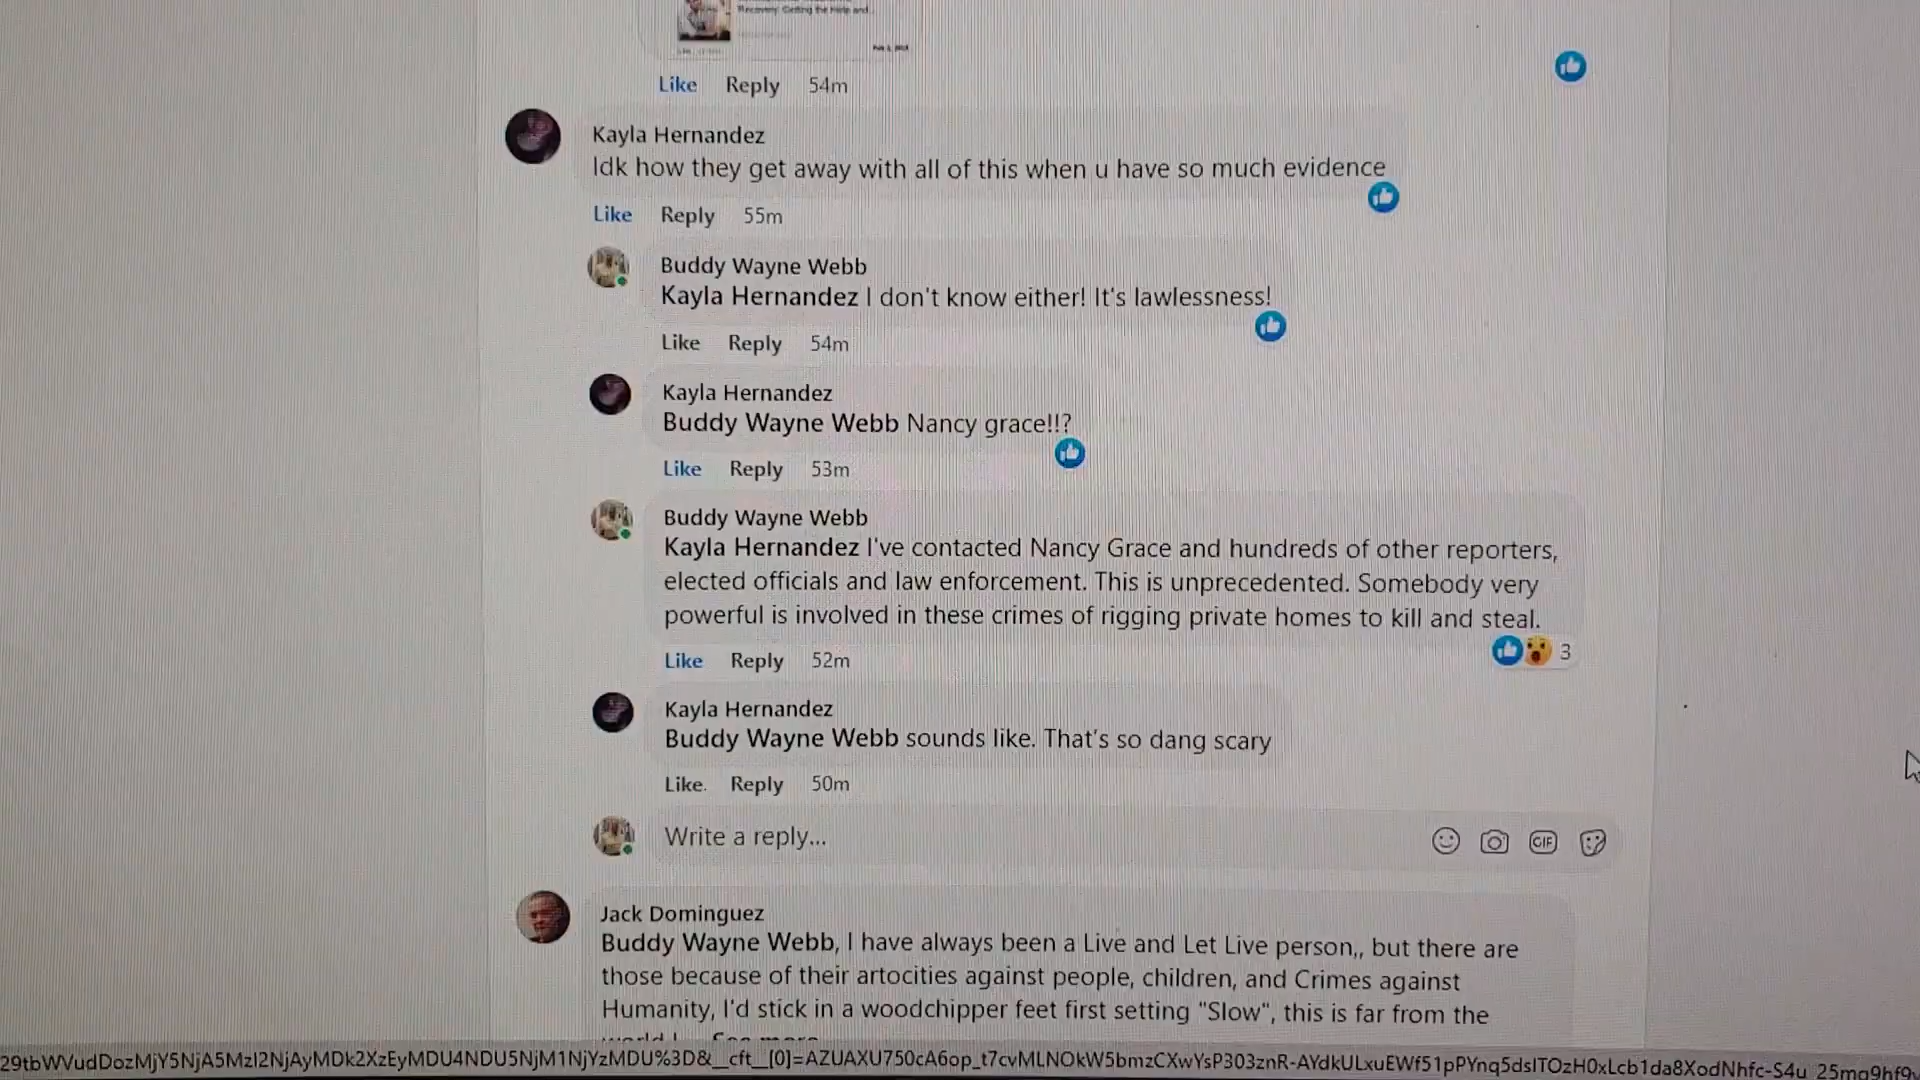 Recovery: Getting the Help and...
Like Reply 54m
Kayla Hernandez
Idk how they get away with all of this when u have so much evidence
Like Reply 55m
Buddy Wayne Webb
Kayla Hernandez I don't know either! It's lawlessness!
Like Reply 54m
Kayla Hernandez
Buddy Wayne Webb Nancy grace!!?
Like Reply 53m
Buddy Wayne Webb
Kayla Hernandez I've contacted Nancy Grace and hundreds of other reporters,
elected officials and law enforcement. This is unprecedented. Somebody very
powerful is involved in these crimes of rigging private homes to kill and steal.
3
Like Reply 52m
Kayla Hernandez
Buddy Wayne Webb sounds like. That's so dang scary
Like Reply 50m
Write a reply...
GIF
Jack Dominguez
Buddy Wayne Webb, I have always been a Live and Let Live person,, but there are
those because of their artocities against people, children, and Crimes against
Humanity, I'd stick in a woodchipper feet first setting "Slow", this is far from the